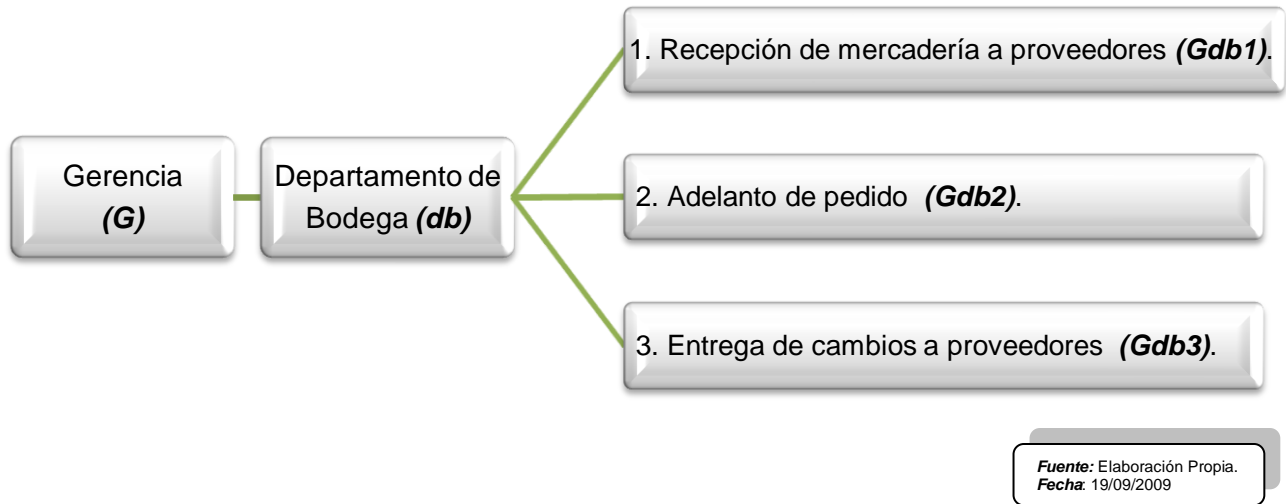 1. Recepción de mercadería a proveedores (Gdb1).
Gerencia
(G)
Departamento de
Bodega (db)
2. Adelanto de pedido (Gdb2).
3. Entrega de cambios a proveedores (Gdb3).
Fuente: Elaboración Propia.
Fecha: 19/09/2009